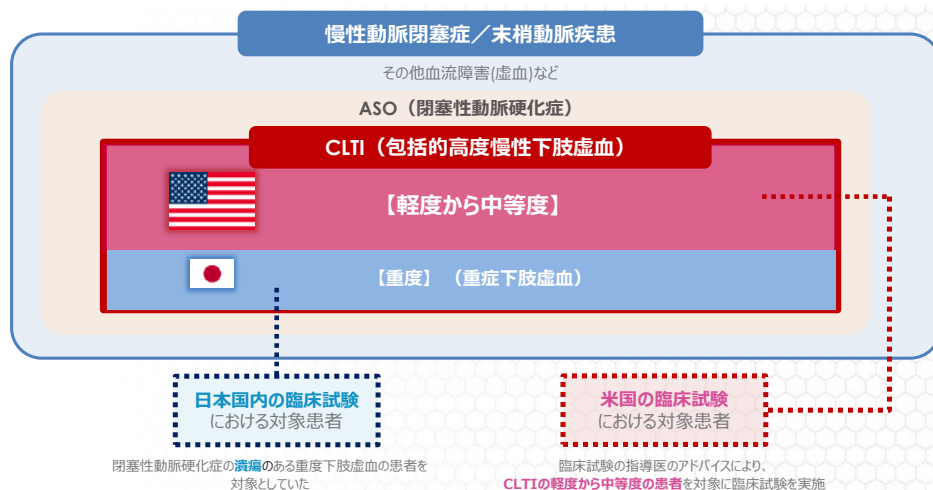 慢性動脈閉塞症／末梢動脈疾患
その他血流障害(虚血)など
ASO（閉塞性動脈硬化症）
CLTI（包括的高度慢性下肢虚血）
【軽度から中等度】
【重度】（重症下肢虚血）
日本国内の臨床試験
における対象患者
米国の臨床試験
における対象患者
閉塞性動脈硬化症の潰瘍のある重度下肢虚血の患者を
対象としていた
臨床試験の指導医のアドバイスにより、
CLTIの軽度から中等度の患者を対象に臨床試験を実施